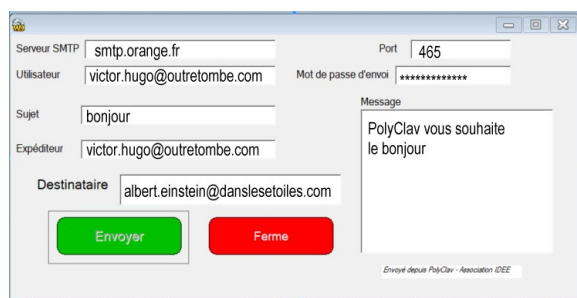 Serveur SMTP smtp.orange.fr Port 465
Utilisateur victor.hugo@outretombe.com Mot de passe d'envoi *************
Sujet bonjour
Message
PolyClav vous souhaite
le bonjour
Expéditeur victor.hugo@outretombe.com
Destinataire albert.einstein@danslesetoiles.com
Envoyer Ferme
Envoyé depuis PolyClav - Association IDEE